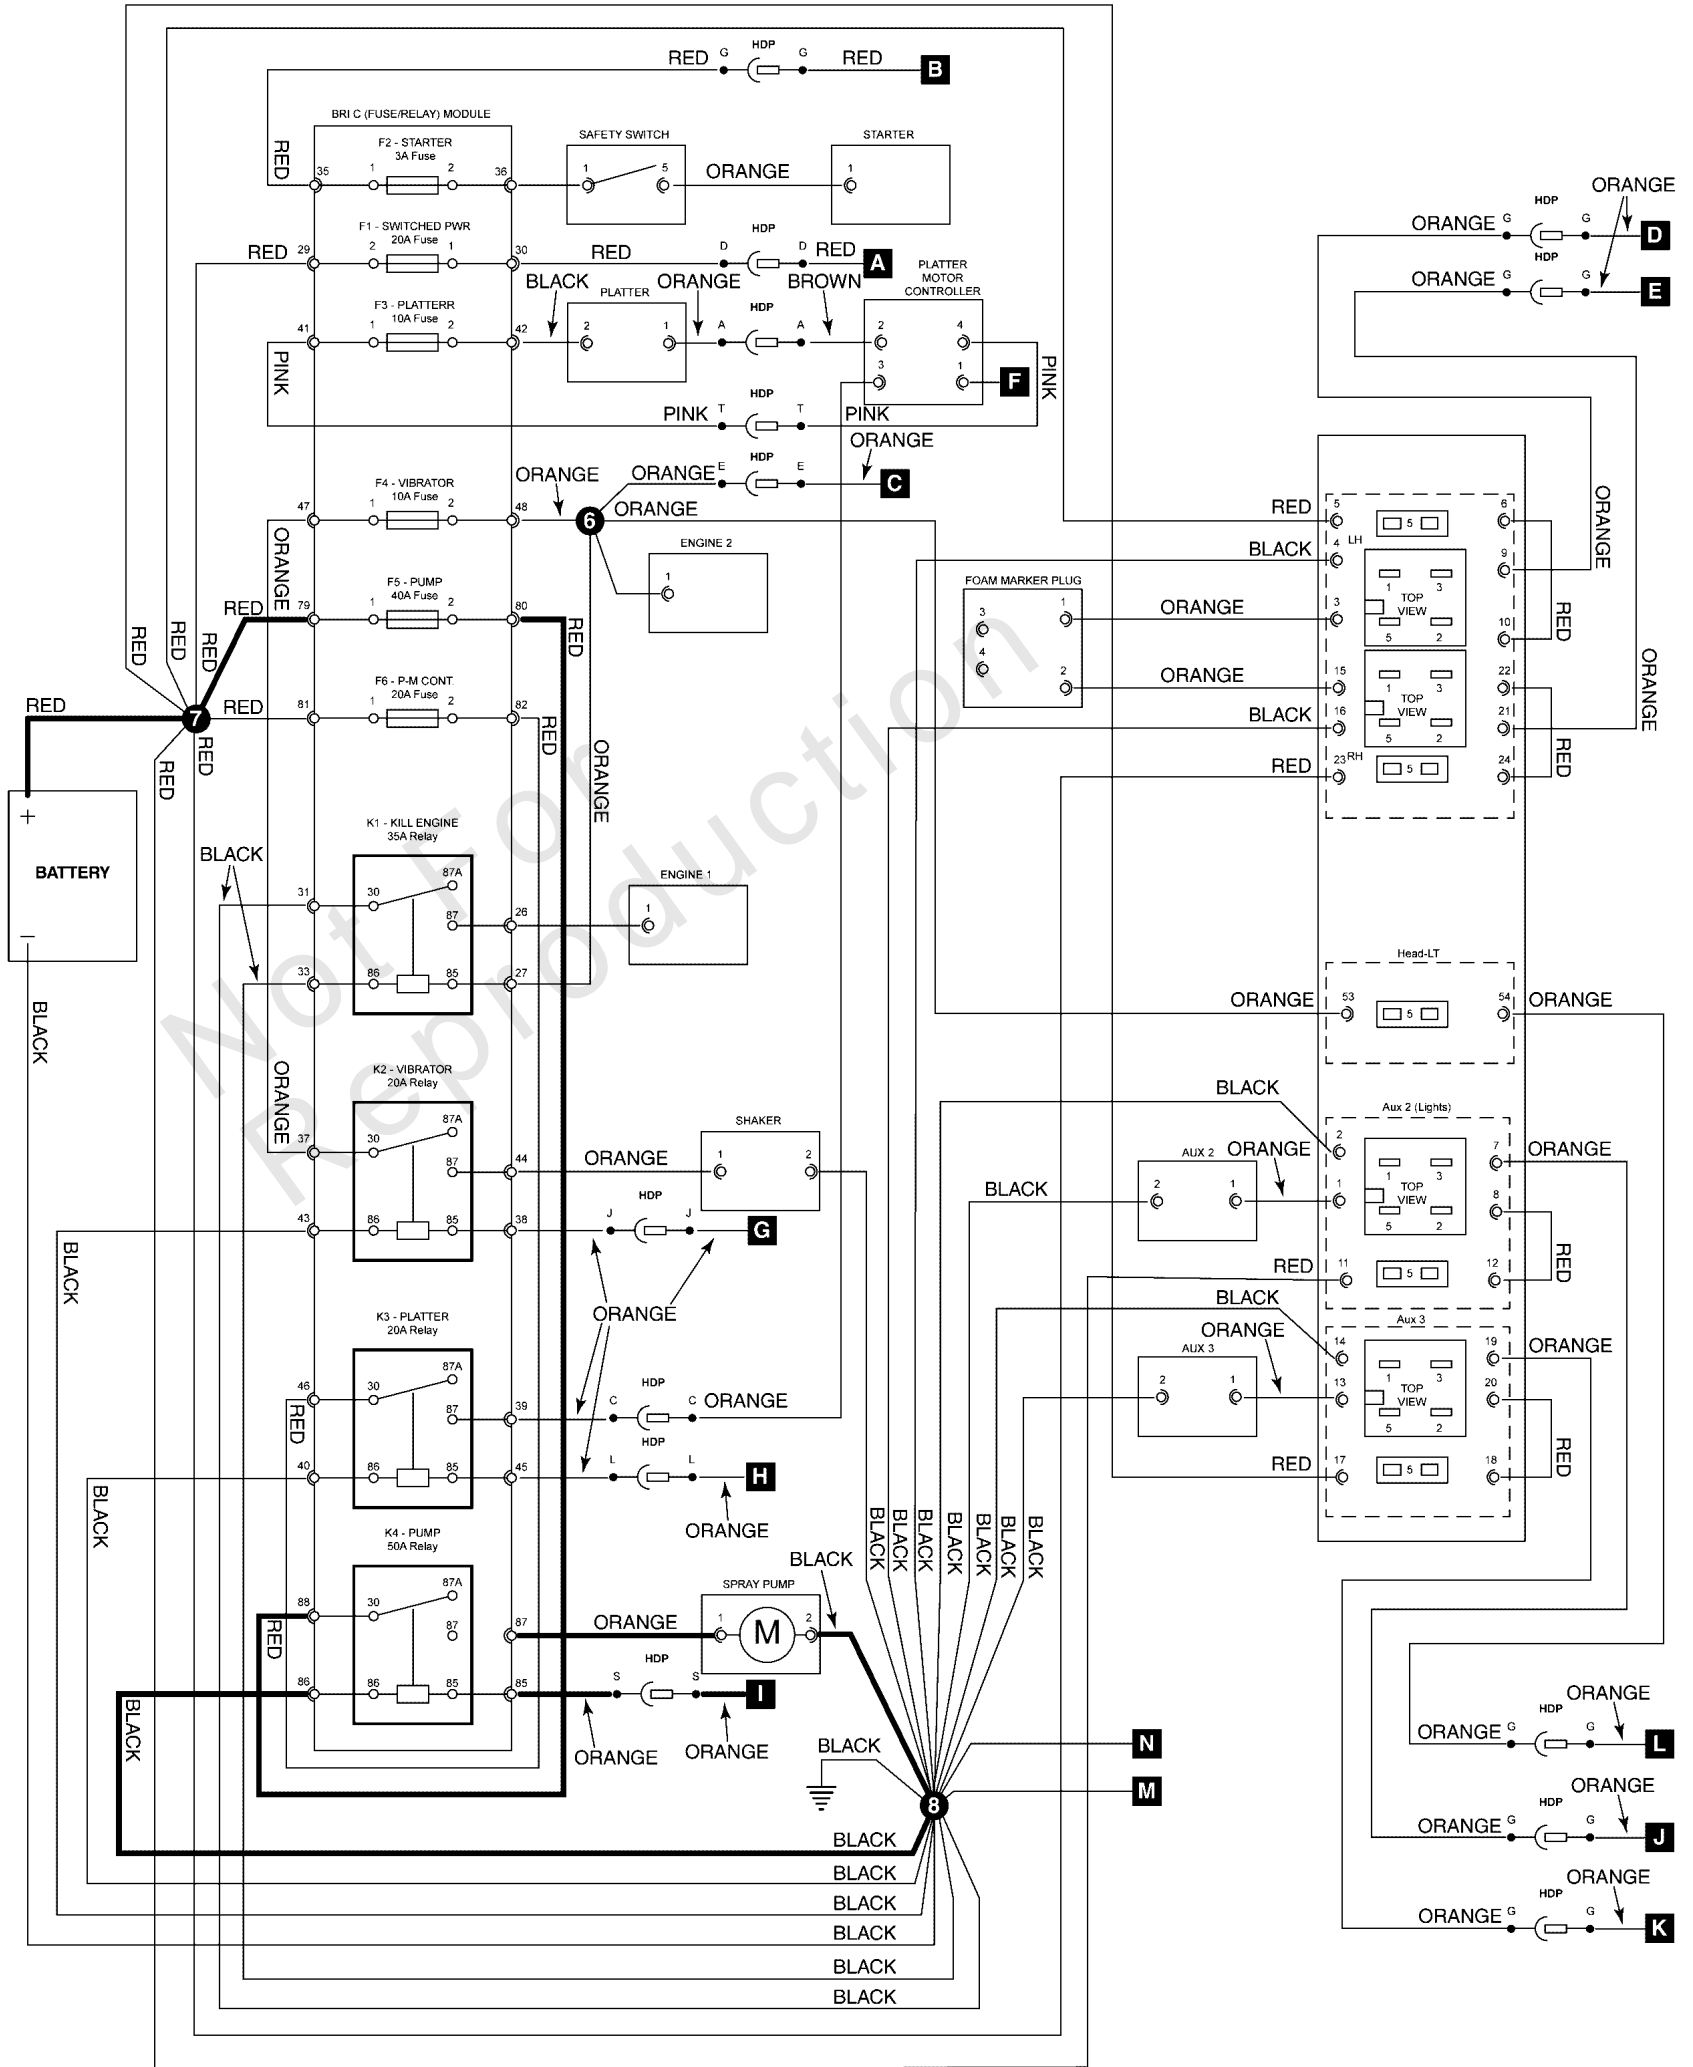 RED G HDP G RED B
BRI C (FUSE/RELAY) MODULE
RED
F2 - STARTER
3A Fuse
35 1 2 36
SAFETY SWITCH
1 5
ORANGE
STARTER
1
F1 - SWITCHED PWR
20A Fuse
RED 29 2 1 30 RED D HDP D RED A
F3 - PLATTERR
10A Fuse
41 1 2 42
PINK
BLACK
PLATTER
2 1
ORANGE
A HDP A
BROWN
PLATTER
MOTOR
CONTROLLER
2 4
3 1
F
PINK
PINK T HDP T PINK
ORANGE
ORANGE E HDP E C
F4 - VIBRATOR
10A Fuse
47 1 2 48
ORANGE
6
ORANGE
ORANGE
ENGINE 2
1
F5 - PUMP
40A Fuse
RED 79 1 2 80
RED
F6 - P-M CONT.
20A Fuse
RED 81 1 2 82
RED
ORANGE
RED
RED
RED
RED
7
RED
RED
+
BATTERY
–
BLACK
K1 - KILL ENGINE
35A Relay
BLACK
31 30 87A
87 26
33 86 85 27
ENGINE 1
1
ORANGE
K2 - VIBRATOR
20A Relay
37 30 87A
87 44
43 86 85 38
BLACK
ORANGE
SHAKER
1 2
J HDP J G
ORANGE
K3 - PLATTER
20A Relay
46 30 87A
RED
87 39
40 86 85 45
BLACK
C HDP C ORANGE
L HDP L H
ORANGE
K4 - PUMP
50A Relay
88 30 87A
RED
87 87
86 86 85 85
BLACK
ORANGE
SPRAY PUMP
1 M 2
BLACK
S HDP S I
ORANGE
ORANGE
BLACK
BLACK
BLACK
BLACK
BLACK
BLACK
BLACK
BLACK
8
N
M
BLACK
BLACK
BLACK
BLACK
BLACK
BLACK
ORANGE
ORANGE G HDP G D
ORANGE G HDP G E
ORANGE
ORANGE
RED 5 5 6
BLACK 4 LH 9
1 TOP VIEW 3
5 2
FOAM MARKER PLUG
3 1
4 2
ORANGE 3 10
RED
ORANGE 15 22
1 TOP VIEW 3
5 2
BLACK 16 21
RED 23 RH 5 24
RED
Head-LT
ORANGE 53 5 54 ORANGE
Aux 2 (Lights)
BLACK 2 7 ORANGE
1 TOP VIEW 3
5 2
AUX 2
2 1
BLACK
ORANGE 1 8
RED 11 5 12
RED
Aux 3
BLACK 14 19 ORANGE
1 TOP VIEW 3
5 2
AUX 3
2 1
ORANGE 13 20
RED 17 5 18
RED
ORANGE
ORANGE G HDP G L
ORANGE
ORANGE G HDP G J
ORANGE
ORANGE G HDP G K
Not For
Reproduction